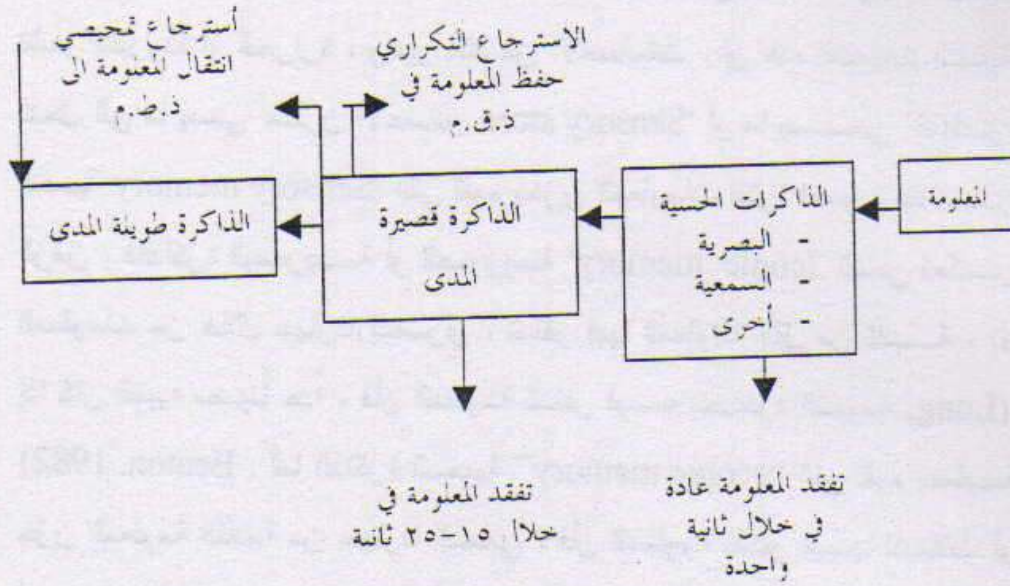 أسترجاع تمحيصي
انتقال المعلومة الى
ذ.ط.م
الاسترجاع التكراري
حفظ المعلومة في
ذ.ق.م
المعلومة
الذاكرات الحسية
- البصرية
- السمعية
- أخرى
الذاكرة قصيرة
المدى
الذاكرة طويلة المدى
تفقد المعلومة عادة
في خلال ثانية
واحدة
تفقد المعلومة في
خلال ١٥-٢٥ ثانية